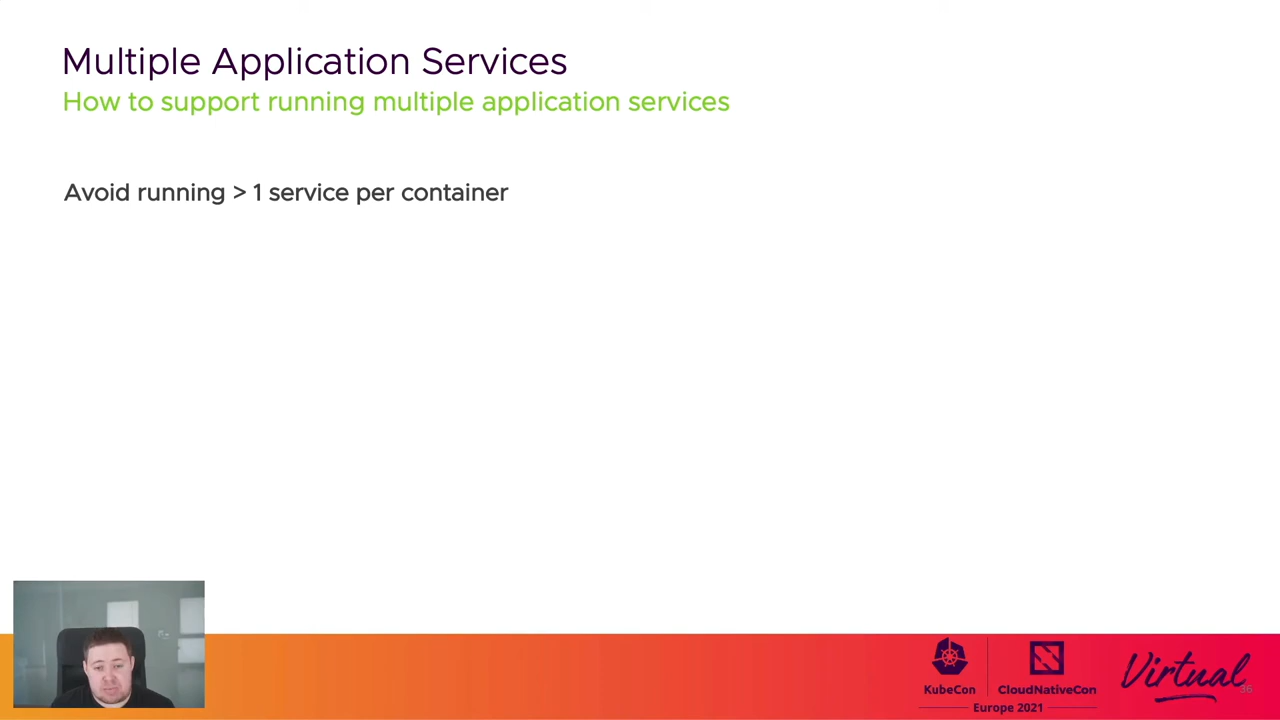 Multiple Application Services
How to support running multiple application services
Avoid running > 1 service per container
KubeCon
CloudNativeCon
Europe 2021
Virtual
36